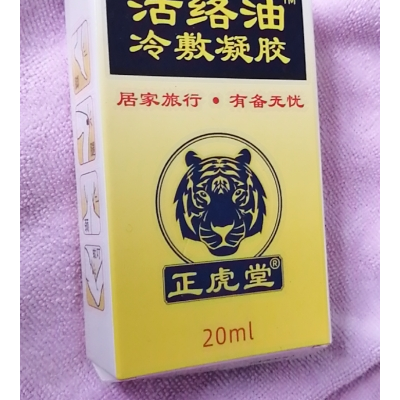 活络油™
冷敷凝胶
居家旅行·有备无忧
正虎堂®
20ml